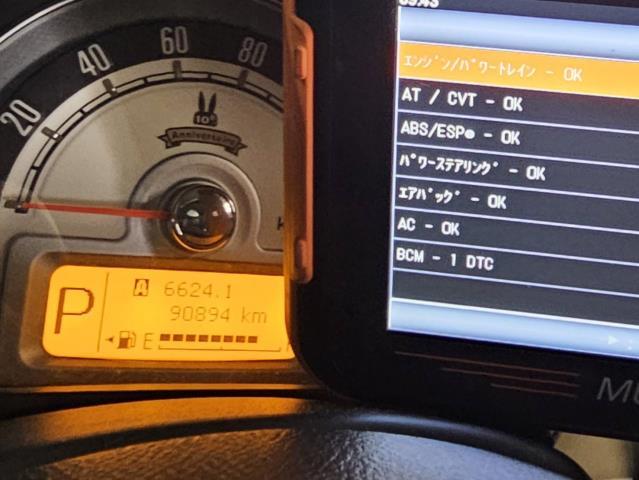 20
40
60
80
10th
Anniversary
P
A 6624.1
90894 km
E
エンジン/パワートレイン - OK
AT / CVT - OK
ABS/ESP® - OK
パワーステアリング - OK
エアバッグ - OK
AC - OK
BCM - 1 DTC